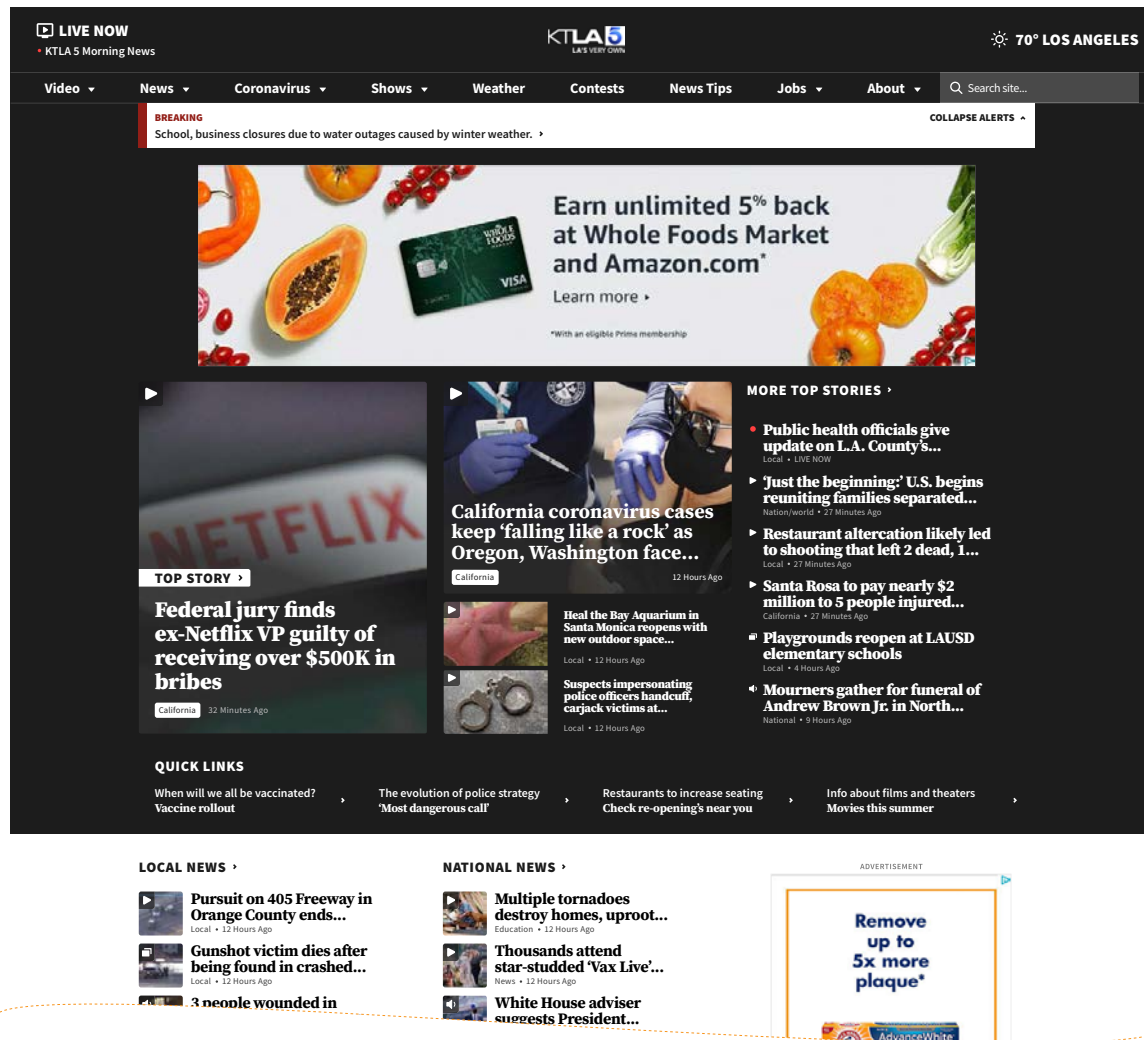 LIVE NOW
• KTLA 5 Morning News
KTLA 5
LA'S VERY OWN
70° LOS ANGELES
Video News Coronavirus Shows Weather Contests News Tips Jobs About Search site...
BREAKING
School, business closures due to water outages caused by winter weather. ›
COLLAPSE ALERTS
Earn unlimited 5% back
at Whole Foods Market
and Amazon.com*
Learn more ›
*With an eligible Prime membership
WHOLE
FOODS
MARKET
VISA
NETFLIX
TOP STORY ›
Federal jury finds
ex-Netflix VP guilty of
receiving over $500K in
bribes
California 32 Minutes Ago
California coronavirus cases
keep ‘falling like a rock’ as
Oregon, Washington face...
California 12 Hours Ago
Heal the Bay Aquarium in
Santa Monica reopens with
new outdoor space...
Local • 12 Hours Ago
Suspects impersonating
police officers handcuff,
carjack victims at...
Local • 12 Hours Ago
MORE TOP STORIES ›
Public health officials give
update on L.A. County’s...
Local • LIVE NOW
‘Just the beginning:’ U.S. begins
reuniting families separated...
Nation/world • 27 Minutes Ago
Restaurant altercation likely led
to shooting that left 2 dead, 1...
Local • 27 Minutes Ago
Santa Rosa to pay nearly $2
million to 5 people injured...
California • 27 Minutes Ago
Playgrounds reopen at LAUSD
elementary schools
Local • 4 Hours Ago
Mourners gather for funeral of
Andrew Brown Jr. in North...
National • 9 Hours Ago
QUICK LINKS
When will we all be vaccinated?
Vaccine rollout
The evolution of police strategy
‘Most dangerous call’
Restaurants to increase seating
Check re-opening’s near you
Info about films and theaters
Movies this summer
LOCAL NEWS ›
Pursuit on 405 Freeway in
Orange County ends...
Local • 12 Hours Ago
Gunshot victim dies after
being found in crashed...
Local • 12 Hours Ago
3 people wounded in
NATIONAL NEWS ›
Multiple tornadoes
destroy homes, uproot...
Education • 12 Hours Ago
Thousands attend
star-studded ‘Vax Live’...
News • 12 Hours Ago
White House adviser
suggests President...
ADVERTISEMENT
Remove
up to
5x more
plaque*
AdvanceWhite